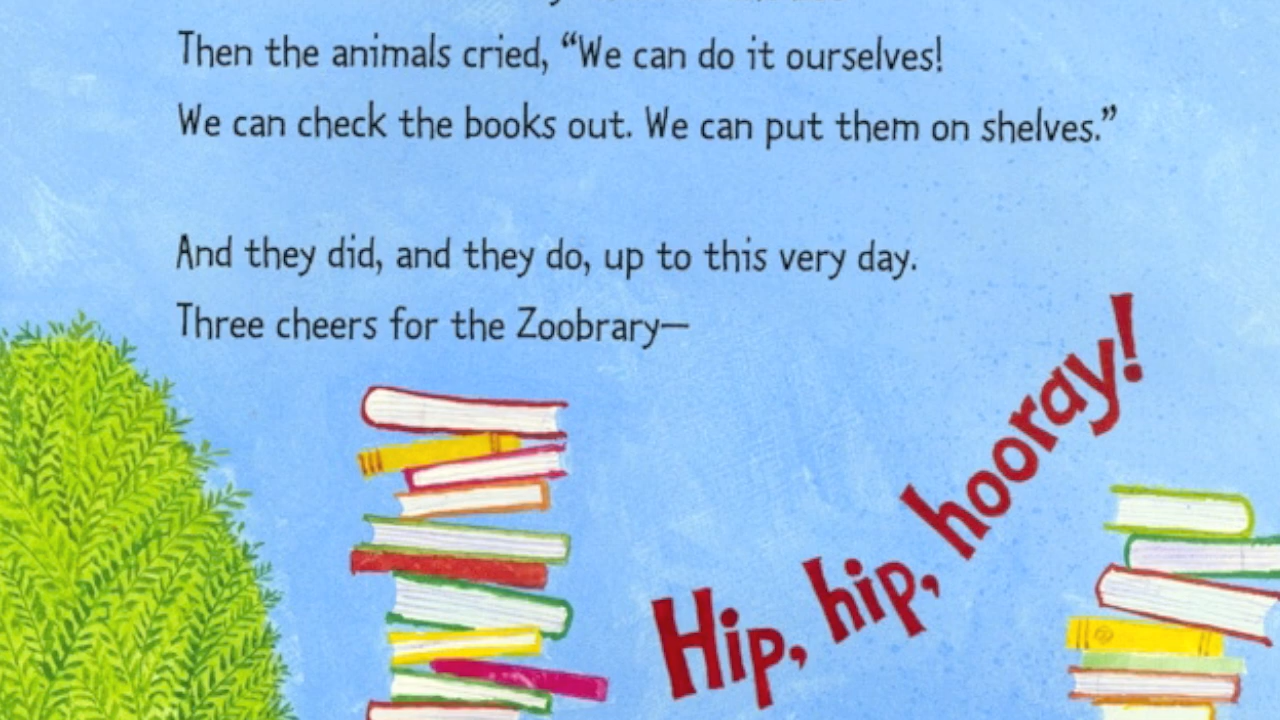 Then the animals cried, “We can do it ourselves!
We can check the books out. We can put them on shelves.”
And they did, and they do, up to this very day.
Three cheers for the Zoobrary—
Hip, hip, hooray!